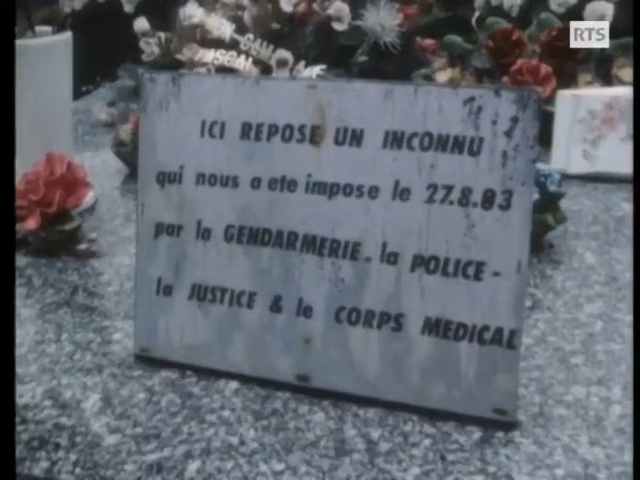 RTS
ICI REPOSE UN INCONNU
qui nous a ete impose le 27.8.83
par la GENDARMERIE - la POLICE -
la JUSTICE & le CORPS MEDICAL